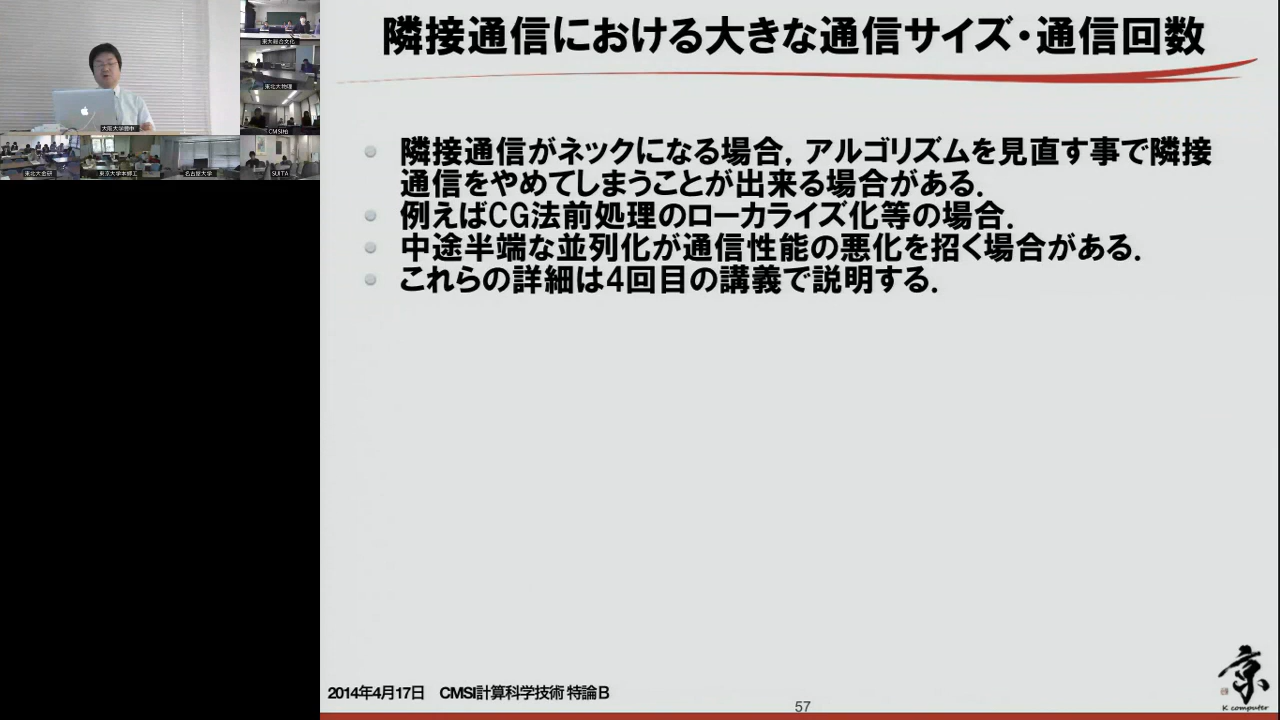 隣接通信における大きな通信サイズ・通信回数
隣接通信がネックになる場合，アルゴリズムを見直す事で隣接
通信をやめてしまうことが出来る場合がある．
例えばCG法前処理のローカライズ化等の場合．
中途半端な並列化が通信性能の悪化を招く場合がある．
これらの詳細は4回目の講義で説明する．
東大総合文化
東北大物理
大阪大学豊中
CMSI柏
東北大金研
東京大学本郷工
名古屋大学
SUITA
2014年4月17日　CMSI計算科学技術 特論B
57
京
K computer